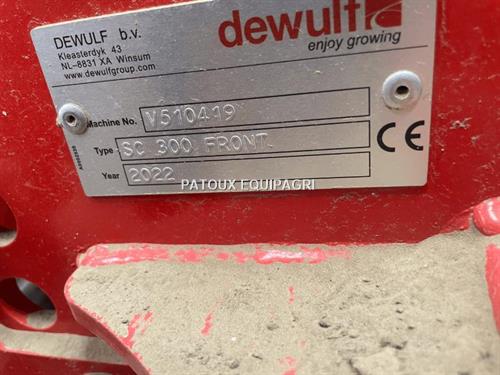 DEWULF b.v.
Kleasterdyk 43
NL-8831 XA Winsum
www.dewulfgroup.com
dewulf
enjoy growing
Machine No. V510419
Type SC 300 FRONT
Year 2022
CE
PATOUX EQUIPAGRI